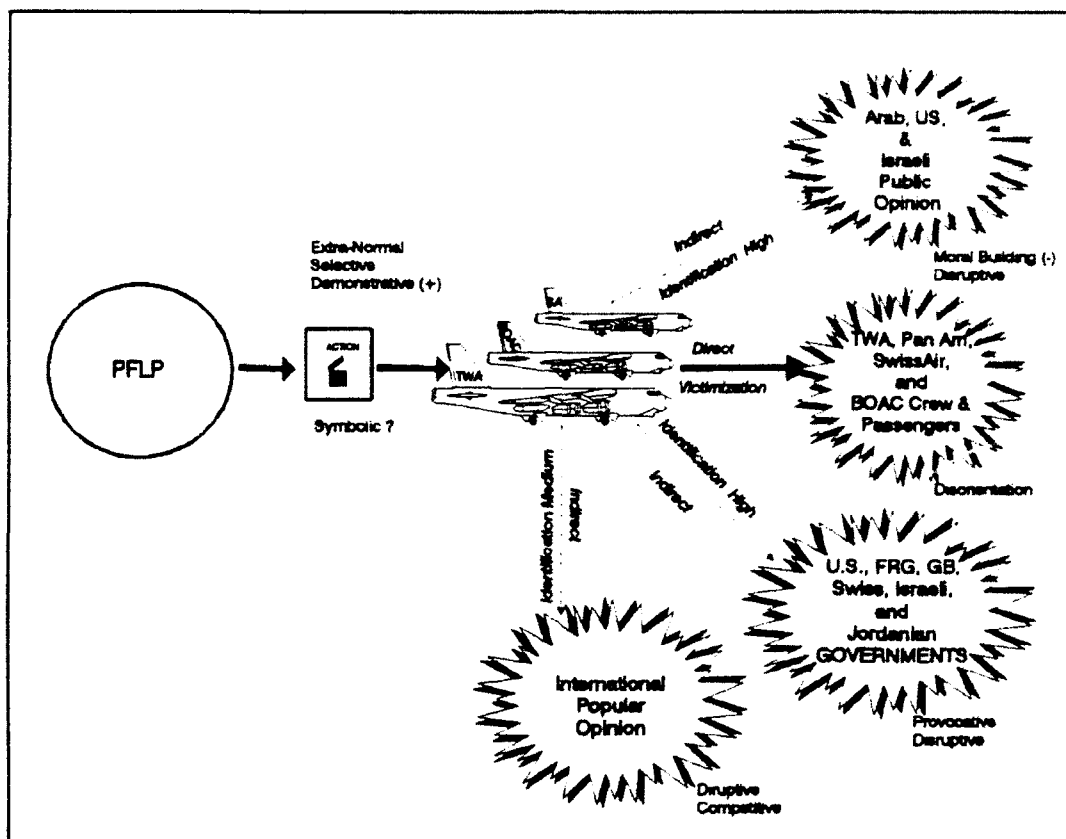 Arab, US,
&
Israeli
Public
Opinion
Moral Building (-)
Disruptive
Extra-Normal
Selective
Demonstrative (+)
Indirect
Identification High
PFLP
ACTION
TWA
Direct
Victimization
TWA, Pan Am,
SwissAir,
and
BOAC Crew &
Passengers
Symbolic ?
Disorientation
Identification High
Indirect
Identification Medium
Indirect
U.S., FRG, GB,
Swiss, Israeli,
and
Jordanian
GOVERNMENTS
Provocative
Disruptive
International
Popular
Opinion
Diruptive
Competitive